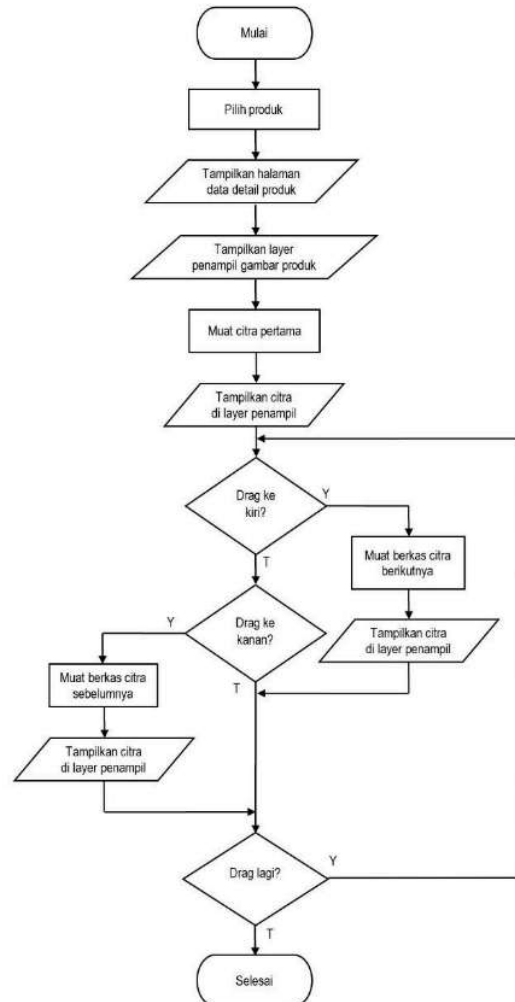 Mulai
Pilih produk
Tampilkan halaman
data detail produk
Tampilkan layer
penampil gambar produk
Muat citra pertama
Tampilkan citra
di layer penampil
Drag ke
kiri?
Y
T
Muat berkas citra
berikutnya
Tampilkan citra
di layer penampil
Drag ke
kanan?
Y
T
Muat berkas citra
sebelumnya
Tampilkan citra
di layer penampil
Drag lagi?
Y
T
Selesai